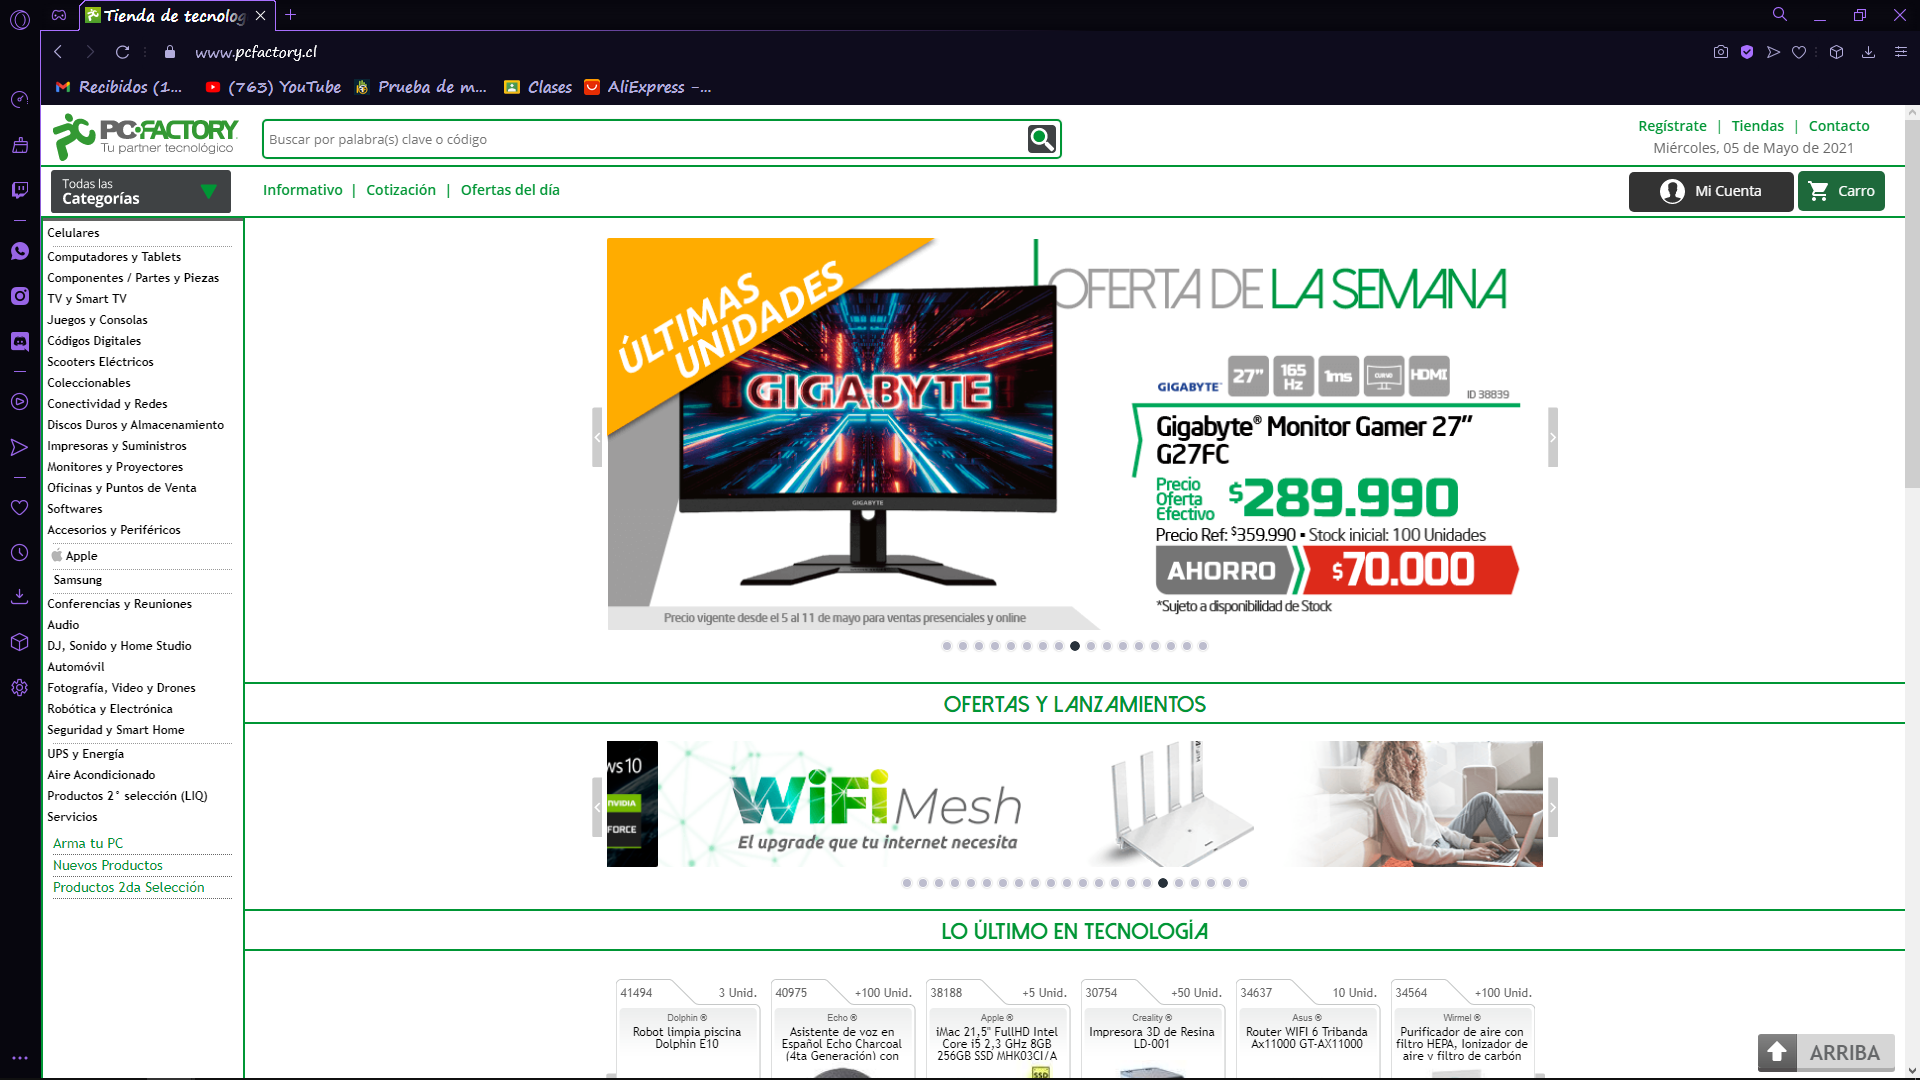 Tienda de tecnolog
www.pcfactory.cl
Recibidos (1...
(763) YouTube
Prueba de m...
Clases
AliExpress -...
PC FACTORY
Tu partner tecnológico
Buscar por palabra(s) clave o código
Regístrate | Tiendas | Contacto
Miércoles, 05 de Mayo de 2021
Todas las
Categorías
Informativo | Cotización | Ofertas del día
Mi Cuenta
Carro
Celulares
Computadores y Tablets
Componentes / Partes y Piezas
TV y Smart TV
Juegos y Consolas
Códigos Digitales
Scooters Eléctricos
Coleccionables
Conectividad y Redes
Discos Duros y Almacenamiento
Impresoras y Suministros
Monitores y Proyectores
Oficinas y Puntos de Venta
Softwares
Accesorios y Periféricos
Apple
Samsung
Conferencias y Reuniones
Audio
DJ, Sonido y Home Studio
Automóvil
Fotografía, Video y Drones
Robótica y Electrónica
Seguridad y Smart Home
UPS y Energía
Aire Acondicionado
Productos 2° selección (LIQ)
Servicios
Arma tu PC
Nuevos Productos
Productos 2da Selección
ÚLTIMAS
UNIDADES
GIGABYTE
GIGABYTE
OFERTA DE LA SEMANA
GIGABYTE™ 27" 165 Hz 1ms CURVO HDMI
ID 38839
Gigabyte® Monitor Gamer 27"
G27FC
Precio
Oferta
Efectivo
$289.990
Precio Ref: $359.990 ▪ Stock inicial: 100 Unidades
AHORRO $70.000
*Sujeto a disponibilidad de Stock
Precio vigente desde el 5 al 11 de mayo para ventas presenciales y online
OFERTAS Y LANZAMIENTOS
ws 10
NVIDIA
FORCE
WiFi Mesh
El upgrade que tu internet necesita
LO ÚLTIMO EN TECNOLOGÍA
41494 3 Unid.
Dolphin ®
Robot limpia piscina
Dolphin E10
40975 +100 Unid.
Echo ®
Asistente de voz en
Español Echo Charcoal
(4ta Generación) con
38188 +5 Unid.
Apple ®
iMac 21,5" FullHD Intel
Core i5 2,3 GHz 8GB
256GB SSD MHK03CI/A
SSD
30754 +50 Unid.
Creality ®
Impresora 3D de Resina
LD-001
34637 10 Unid.
Asus ®
Router WIFI 6 Tribanda
Ax11000 GT-AX11000
34564 +100 Unid.
Wirmel ®
Purificador de aire con
filtro HEPA, Ionizador de
aire y filtro de carbón
ARRIBA